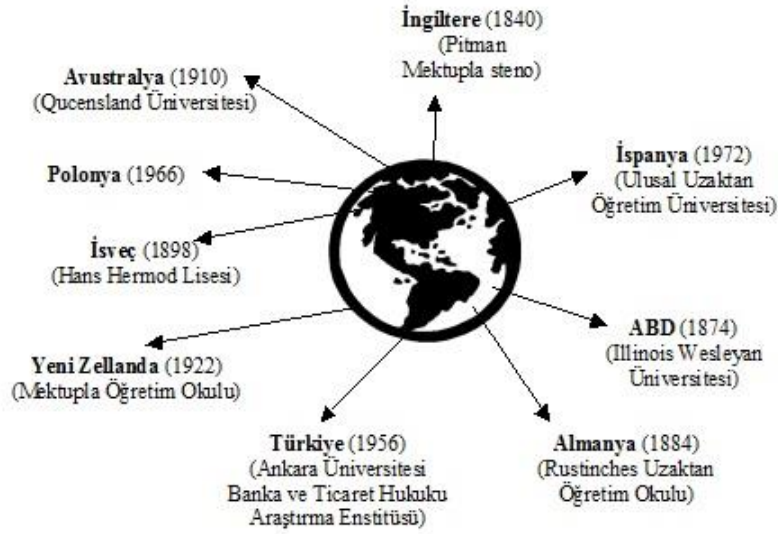 İngiltere (1840)
(Pitman
Mektupla steno)
Avustralya (1910)
(Qucensland Üniversitesi)
Polonya (1966)
İspanya (1972)
(Ulusal Uzaktan
Öğretim Üniversitesi)
İsveç (1898)
(Hans Hermod Lisesi)
ABD (1874)
(Illinois Wesleyan
Üniversitesi)
Yeni Zellanda (1922)
(Mektupla Öğretim Okulu)
Türkiye (1956)
(Ankara Üniversitesi
Banka ve Ticaret Hukuku
Araştırma Enstitüsü)
Almanya (1884)
(Rustinches Uzaktan
Öğretim Okulu)